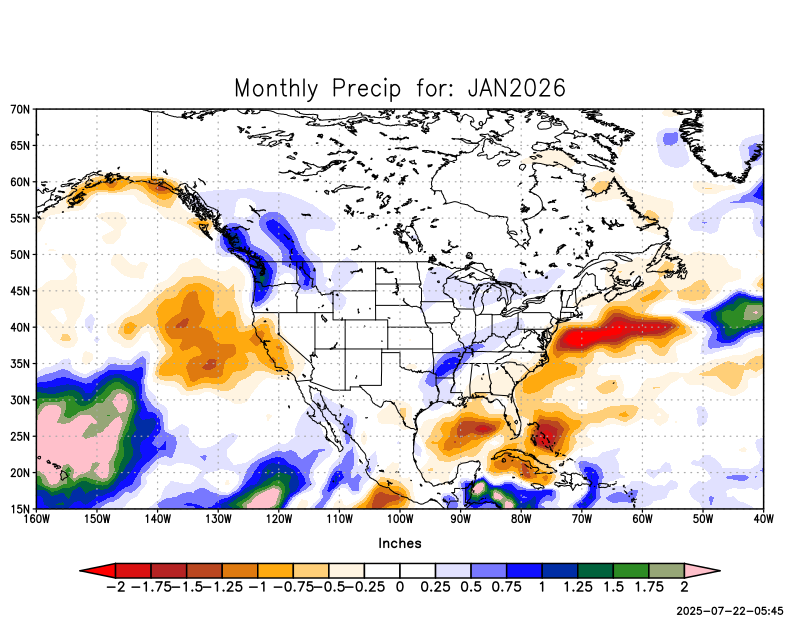 Monthly Precip for: JAN2026
70N
65N
60N
55N
50N
45N
40N
35N
30N
25N
20N
15N
160W 150W 140W 130W 120W 110W 100W 90W 80W 70W 60W 50W 40W
Inches
-2 -1.75 -1.5 -1.25 -1 -0.75 -0.5 -0.25 0 0.25 0.5 0.75 1 1.25 1.5 1.75 2
2025-07-22-05:45